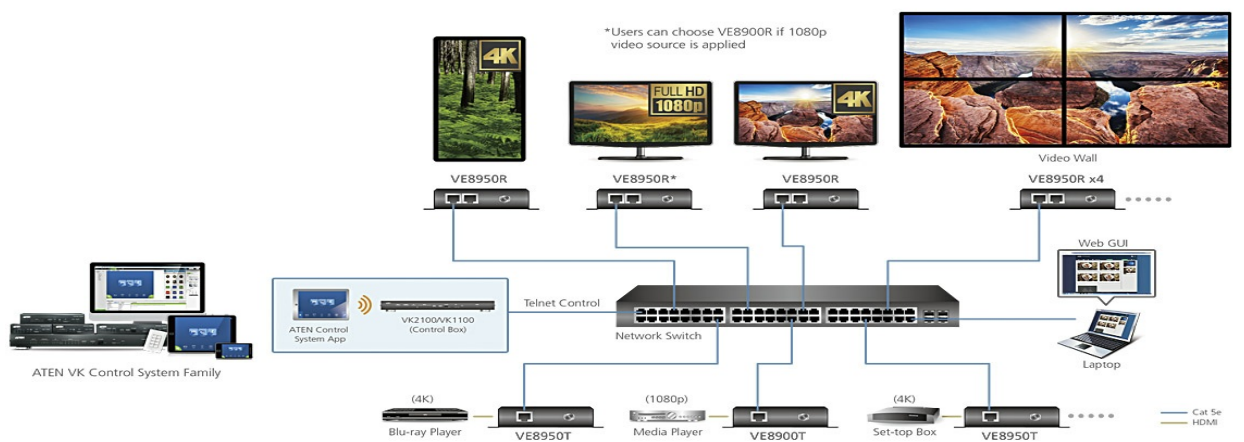 *Users can choose VE8900R if 1080p
video source is applied
4K
FULL HD
1080p
4K
Video Wall
VE8950R
VE8950R*
VE8950R
VE8950R x4
Web GUI
Telnet Control
ATEN Control
System App
VK2100/VK1100
(Control Box)
Network Switch
Laptop
ATEN VK Control System Family
(4K)
Blu-ray Player
VE8950T
(1080p)
Media Player
VE8900T
(4K)
Set-top Box
VE8950T
Cat 5e
HDMI